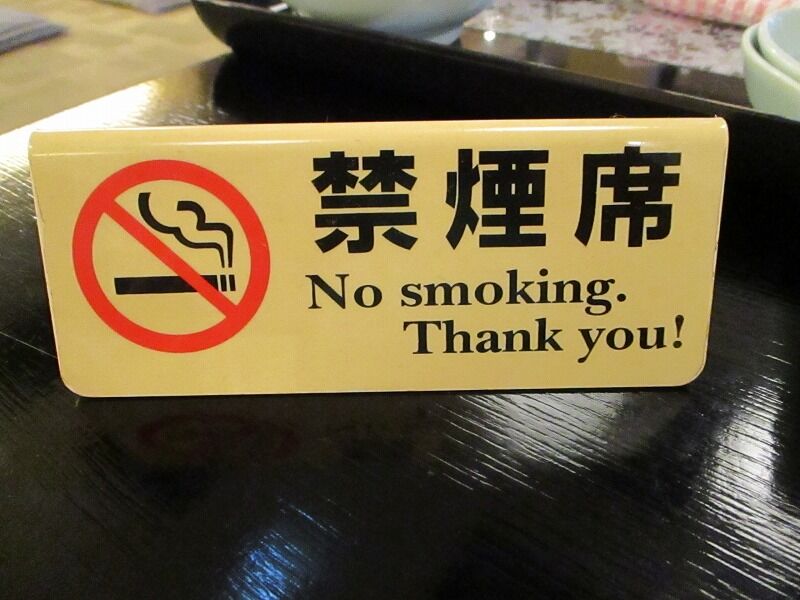 禁煙席
No smoking.
Thank you!